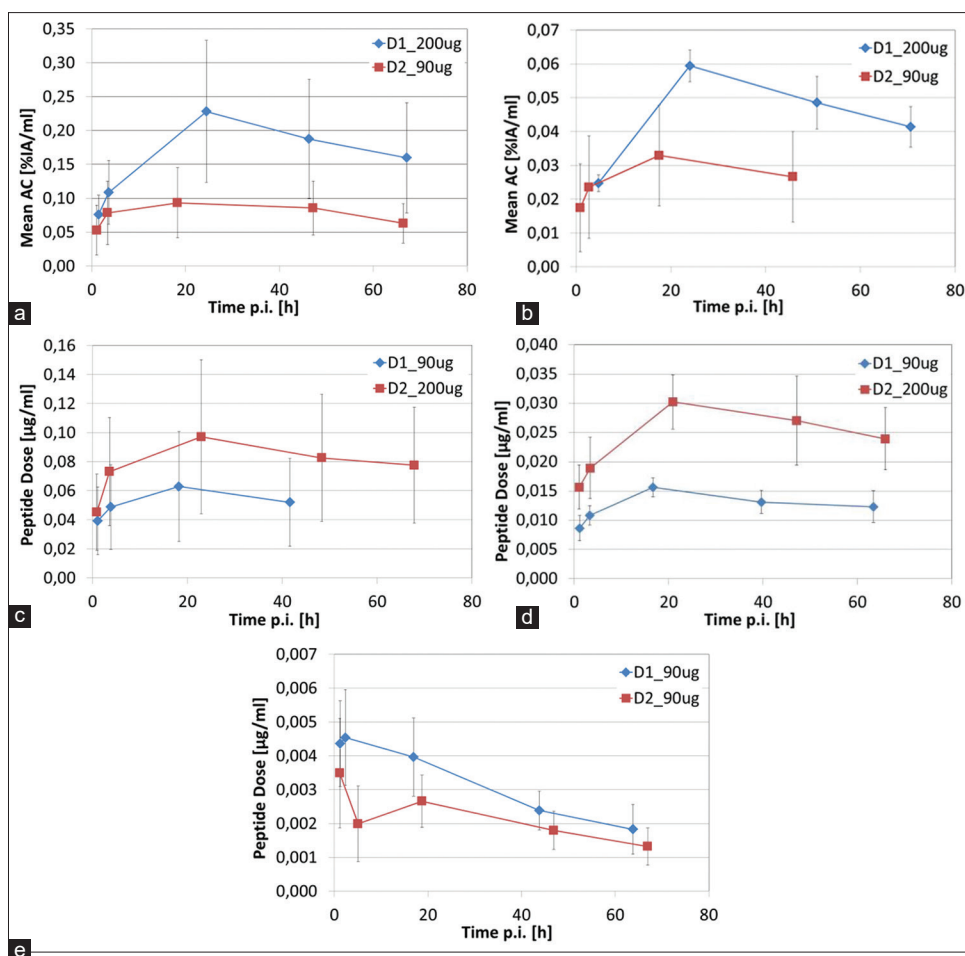 0,35
0,30
0,25
0,20
0,15
0,10
0,05
0,00
Mean AC [%IA/ml]
D1_200ug
D2_90ug
0 20 40 60 80
Time p.i. [h]
a
0,07
0,06
0,05
0,04
0,03
0,02
0,01
0,00
Mean AC [%IA/ml]
D1_200ug
D2_90ug
0 20 40 60 80
Time p.i. [h]
b
0,16
0,14
0,12
0,10
0,08
0,06
0,04
0,02
0,00
Peptide Dose [µg/ml]
D1_90ug
D2_200ug
0 20 40 60 80
Time p.i. [h]
c
0,040
0,035
0,030
0,025
0,020
0,015
0,010
0,005
0,000
Peptide Dose [µg/ml]
D1_90ug
D2_200ug
0 20 40 60 80
Time p.i. [h]
d
0,007
0,006
0,005
0,004
0,003
0,002
0,001
0,000
Peptide Dose [µg/ml]
D1_90ug
D2_90ug
0 20 40 60 80
Time p.i. [h]
e